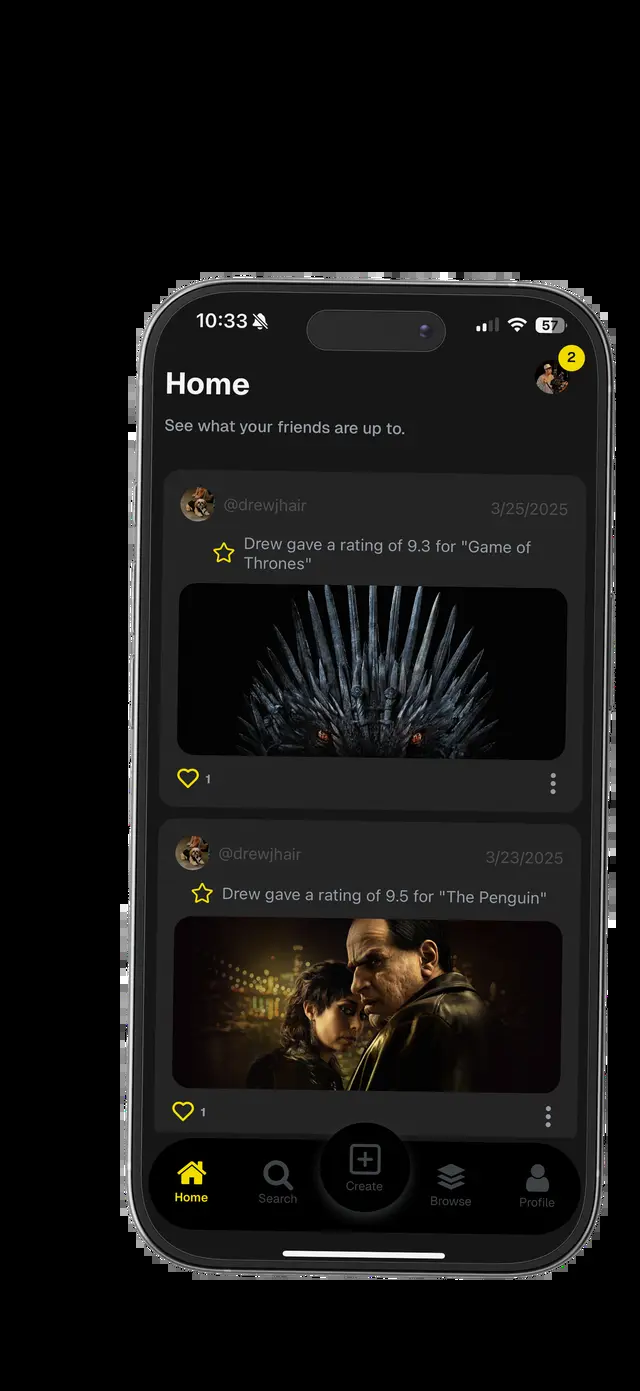 10:33
57
2
Home
See what your friends are up to.
@drewjhair
3/25/2025
Drew gave a rating of 9.3 for "Game of
Thrones"
1
@drewjhair
3/23/2025
Drew gave a rating of 9.5 for "The Penguin"
1
Home
Search
Create
Browse
Profile